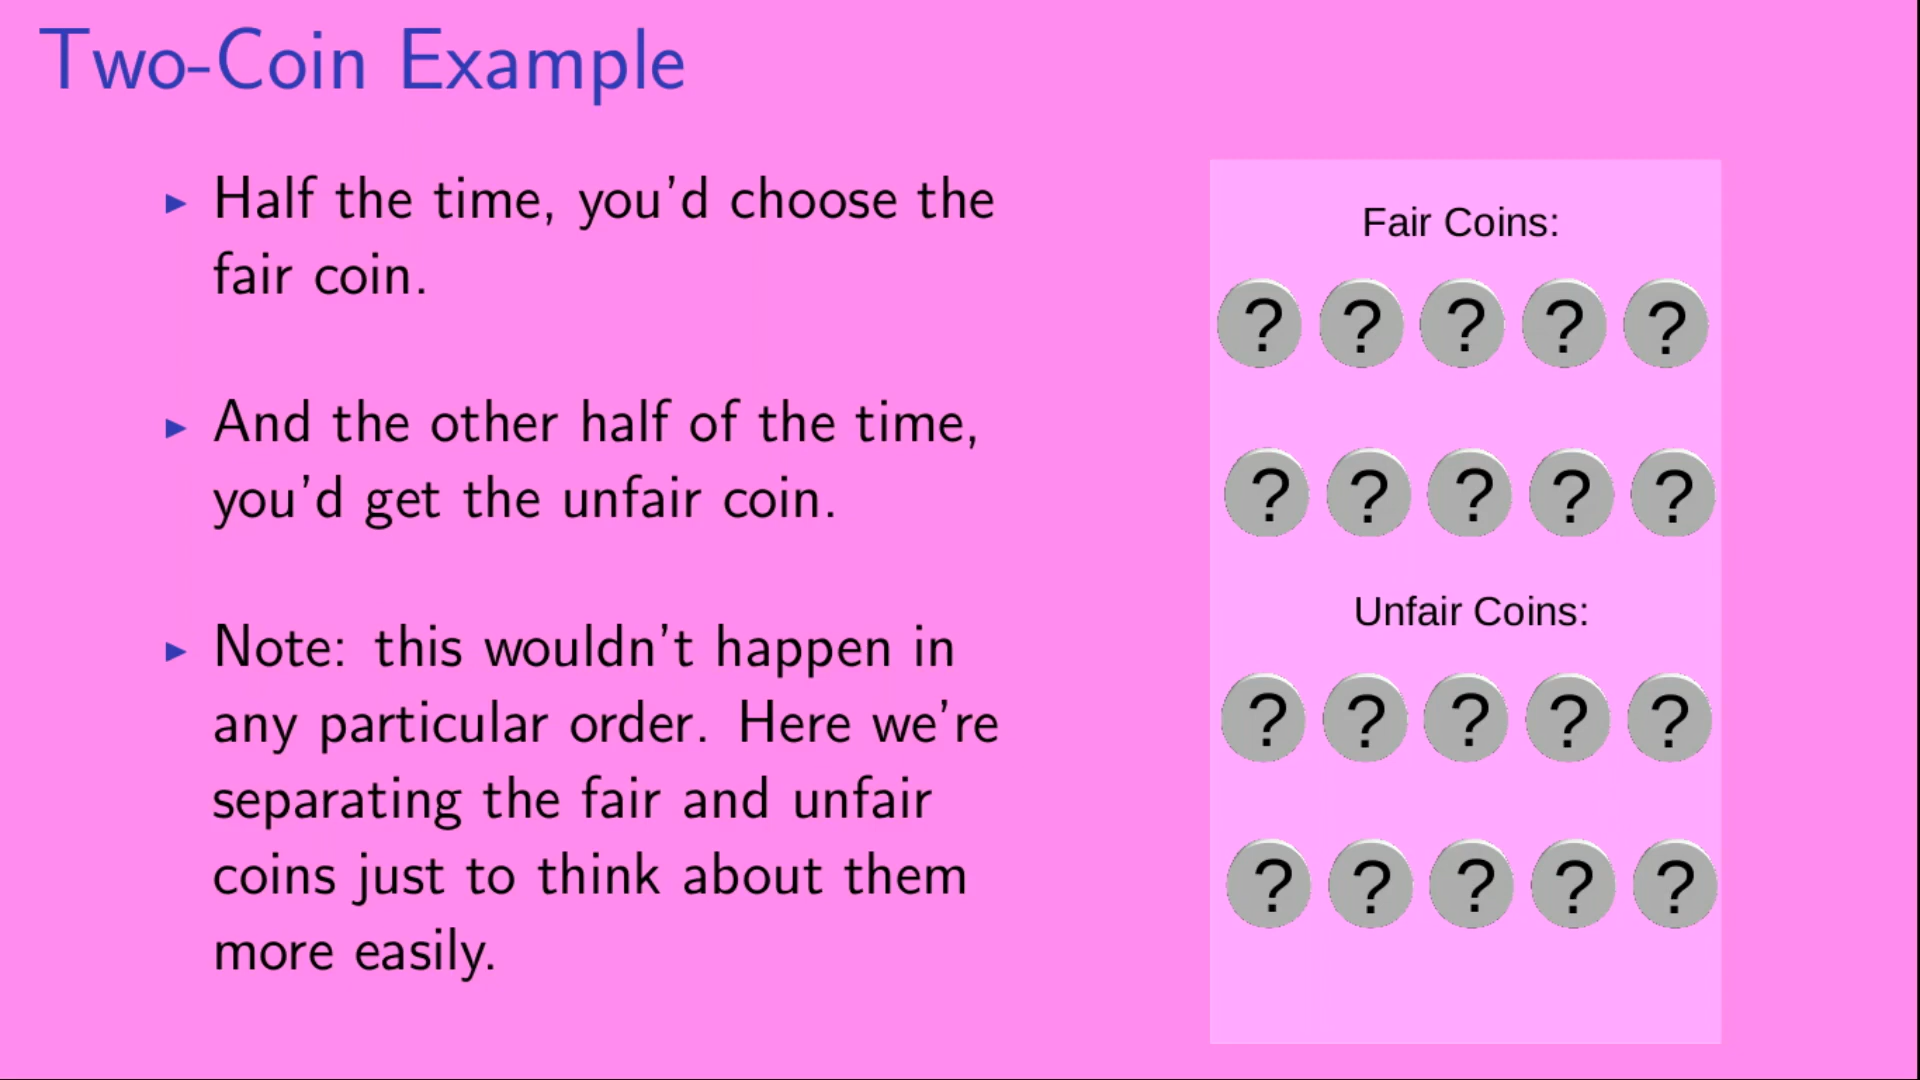 Two-Coin Example
▸ Half the time, you'd choose the
fair coin.
▸ And the other half of the time,
you'd get the unfair coin.
▸ Note: this wouldn't happen in
any particular order. Here we're
separating the fair and unfair
coins just to think about them
more easily.
Fair Coins:
? ? ? ? ?
? ? ? ? ?
Unfair Coins:
? ? ? ? ?
? ? ? ? ?